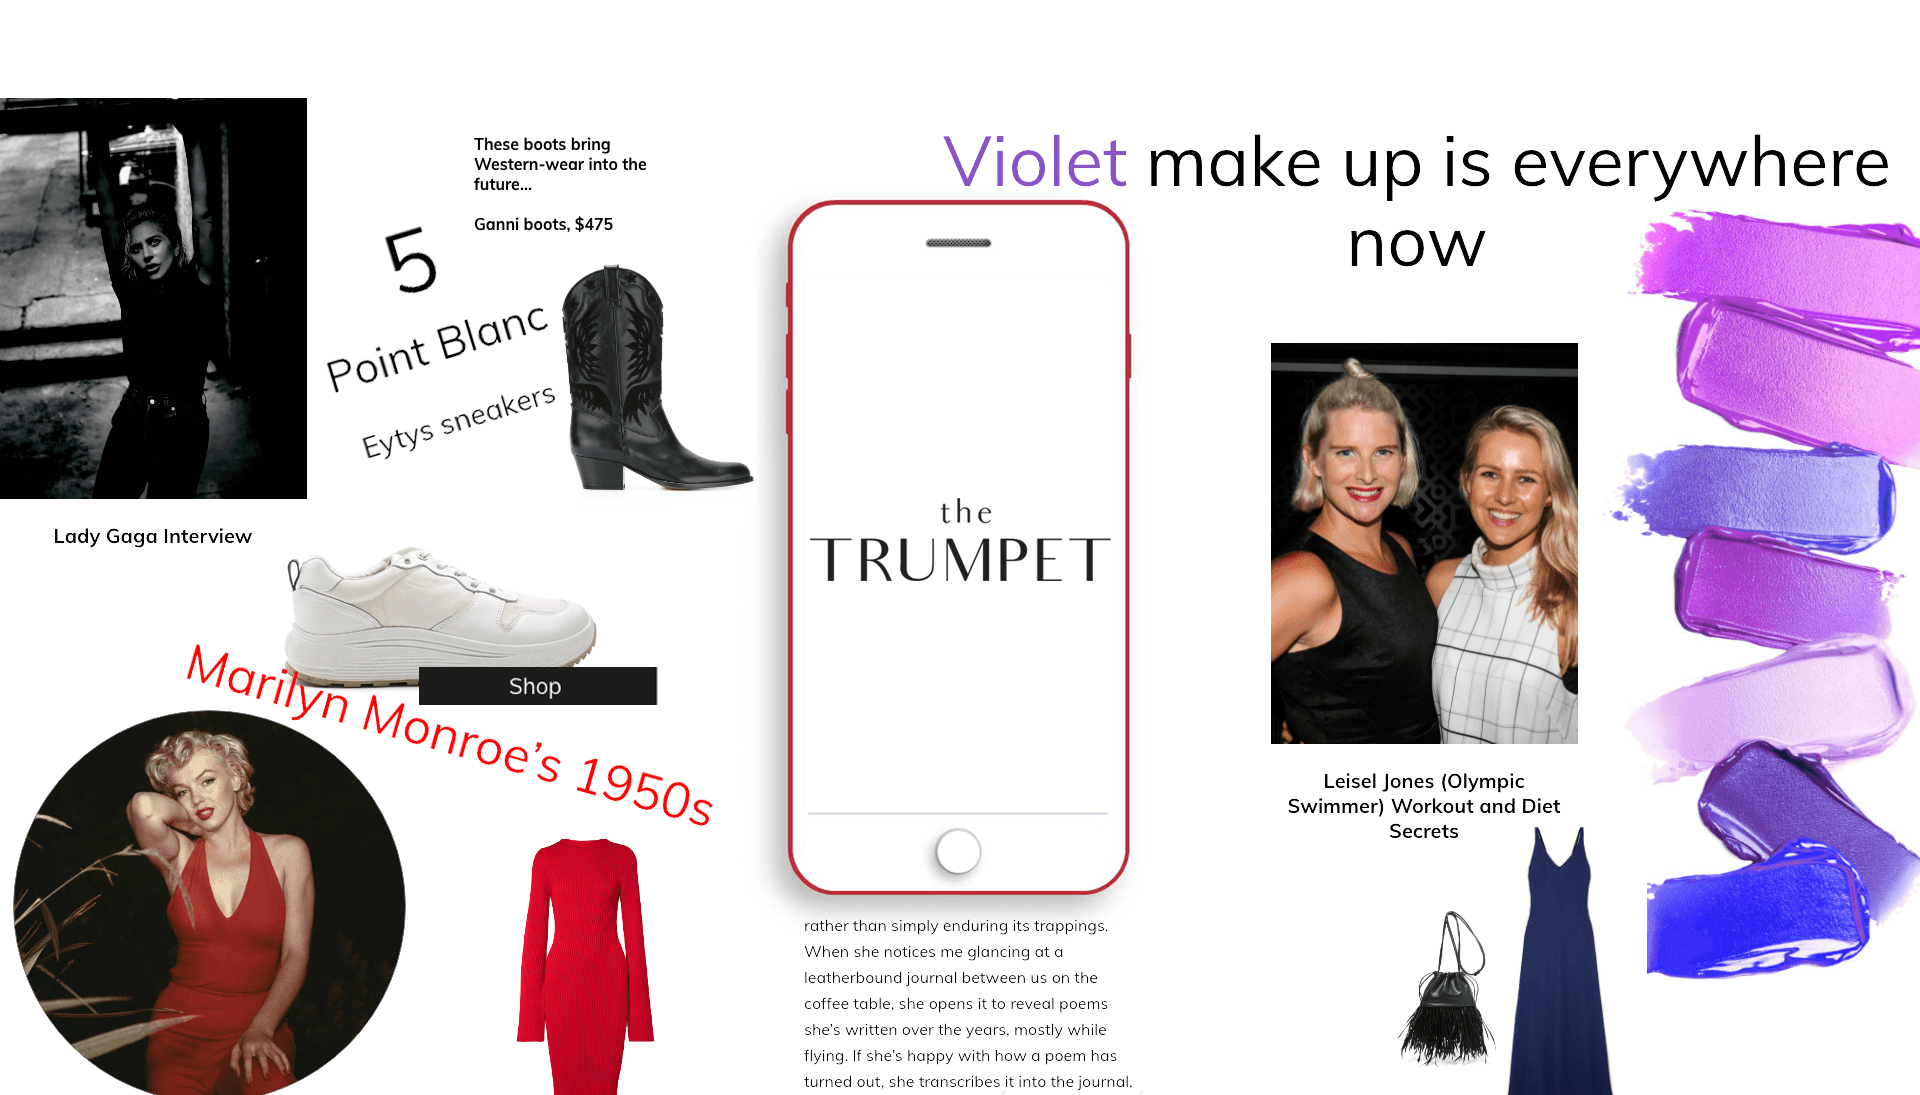 These boots bring
Western-wear into the
future...
Ganni boots, $475
5
Point Blanc
Eytys sneakers
Lady Gaga Interview
Shop
Marilyn Monroe’s 1950s
the
TRUMPET
rather than simply enduring its trappings.
When she notices me glancing at a
leatherbound journal between us on the
coffee table, she opens it to reveal poems
she’s written over the years, mostly while
flying. If she’s happy with how a poem has
turned out, she transcribes it into the journal.
Violet make up is everywhere
now
Leisel Jones (Olympic
Swimmer) Workout and Diet
Secrets